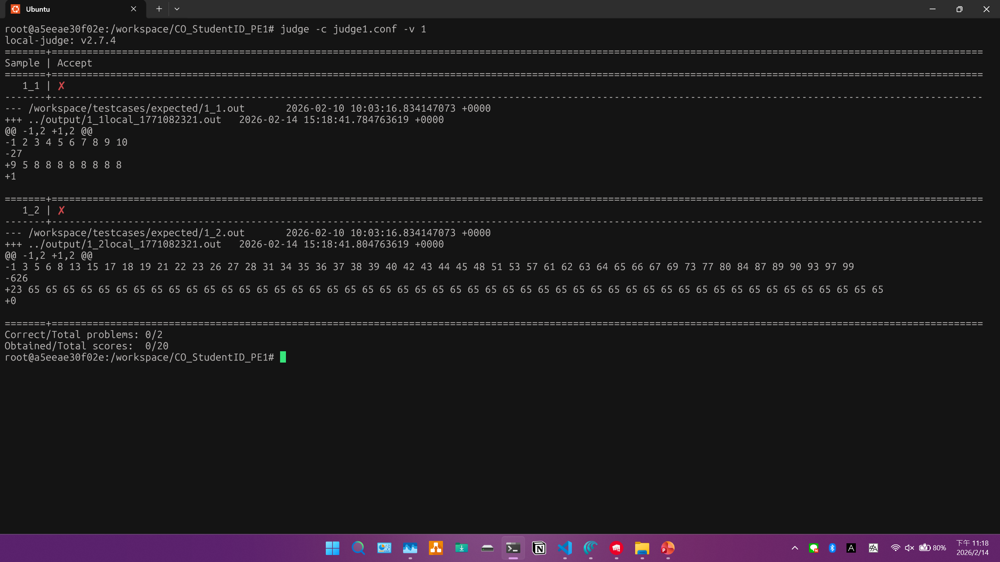 Ubuntu
root@a5eeae30f02e:/workspace/CO_StudentID_PE1# judge -c judge1.conf -v 1
local-judge: v2.7.4
=======+===============================================================================================================================================================
Sample | Accept
=======+===============================================================================================================================================================
1_1 | ✗
-------+---------------------------------------------------------------------------------------------------------------------------------------------------------------
--- /workspace/testcases/expected/1_1.out 2026-02-10 10:03:16.834147073 +0000
+++ ../output/1_1local_1771082321.out 2026-02-14 15:18:41.784763619 +0000
@@ -1,2 +1,2 @@
-1 2 3 4 5 6 7 8 9 10
-27
+9 5 8 8 8 8 8 8 8 8
+1
=======+===============================================================================================================================================================
1_2 | ✗
-------+---------------------------------------------------------------------------------------------------------------------------------------------------------------
--- /workspace/testcases/expected/1_2.out 2026-02-10 10:03:16.834147073 +0000
+++ ../output/1_2local_1771082321.out 2026-02-14 15:18:41.804763619 +0000
@@ -1,2 +1,2 @@
-1 3 5 6 8 13 15 17 18 19 21 22 23 26 27 28 31 34 35 36 37 38 39 40 42 43 44 45 48 51 53 57 61 62 63 64 65 66 67 69 73 77 80 84 87 89 90 93 97 99
-626
+23 65 65 65 65 65 65 65 65 65 65 65 65 65 65 65 65 65 65 65 65 65 65 65 65 65 65 65 65 65 65 65 65 65 65 65 65 65 65 65 65 65 65 65 65 65 65 65 65 65
+0
=======+===============================================================================================================================================================
Correct/Total problems: 0/2
Obtained/Total scores: 0/20
root@a5eeae30f02e:/workspace/CO_StudentID_PE1#
80%
下午 11:18
2026/2/14